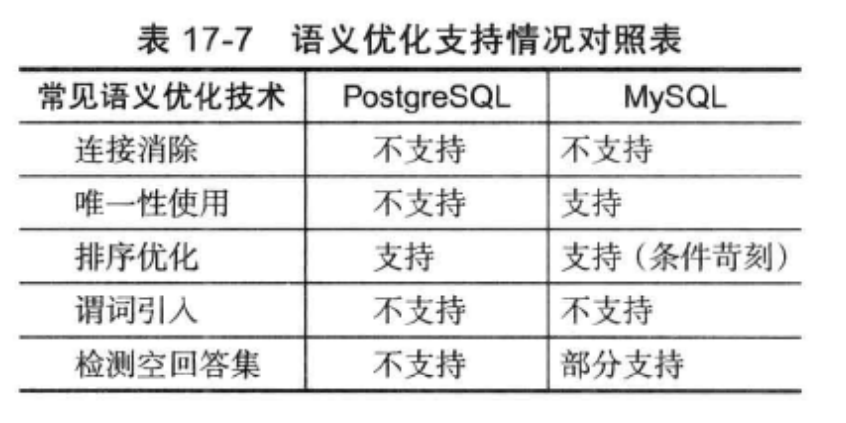 表 17-7 语义优化支持情况对照表
常见语义优化技术 PostgreSQL MySQL
连接消除 不支持 不支持
唯一性使用 不支持 支持
排序优化 支持 支持（条件苛刻）
谓词引入 不支持 不支持
检测空回答集 不支持 部分支持